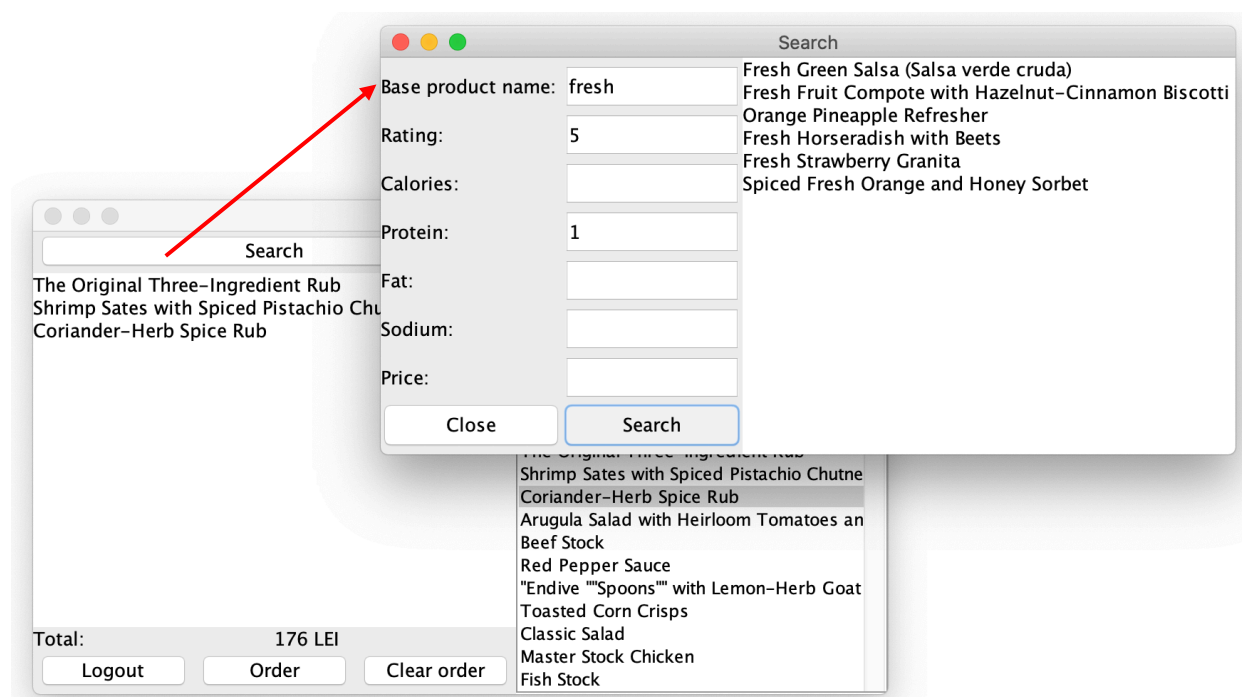 Search
Base product name: fresh
Rating: 5
Calories:
Protein: 1
Fat:
Sodium:
Price:
Close Search
Fresh Green Salsa (Salsa verde cruda)
Fresh Fruit Compote with Hazelnut-Cinnamon Biscotti
Orange Pineapple Refresher
Fresh Horseradish with Beets
Fresh Strawberry Granita
Spiced Fresh Orange and Honey Sorbet
Search
The Original Three-Ingredient Rub
Shrimp Sates with Spiced Pistachio Chu
Coriander-Herb Spice Rub
Total: 176 LEI
Logout Order Clear order
The Original Three-Ingredient Rub
Shrimp Sates with Spiced Pistachio Chutne
Coriander-Herb Spice Rub
Arugula Salad with Heirloom Tomatoes an
Beef Stock
Red Pepper Sauce
"Endive ""Spoons"" with Lemon-Herb Goat
Toasted Corn Crisps
Classic Salad
Master Stock Chicken
Fish Stock